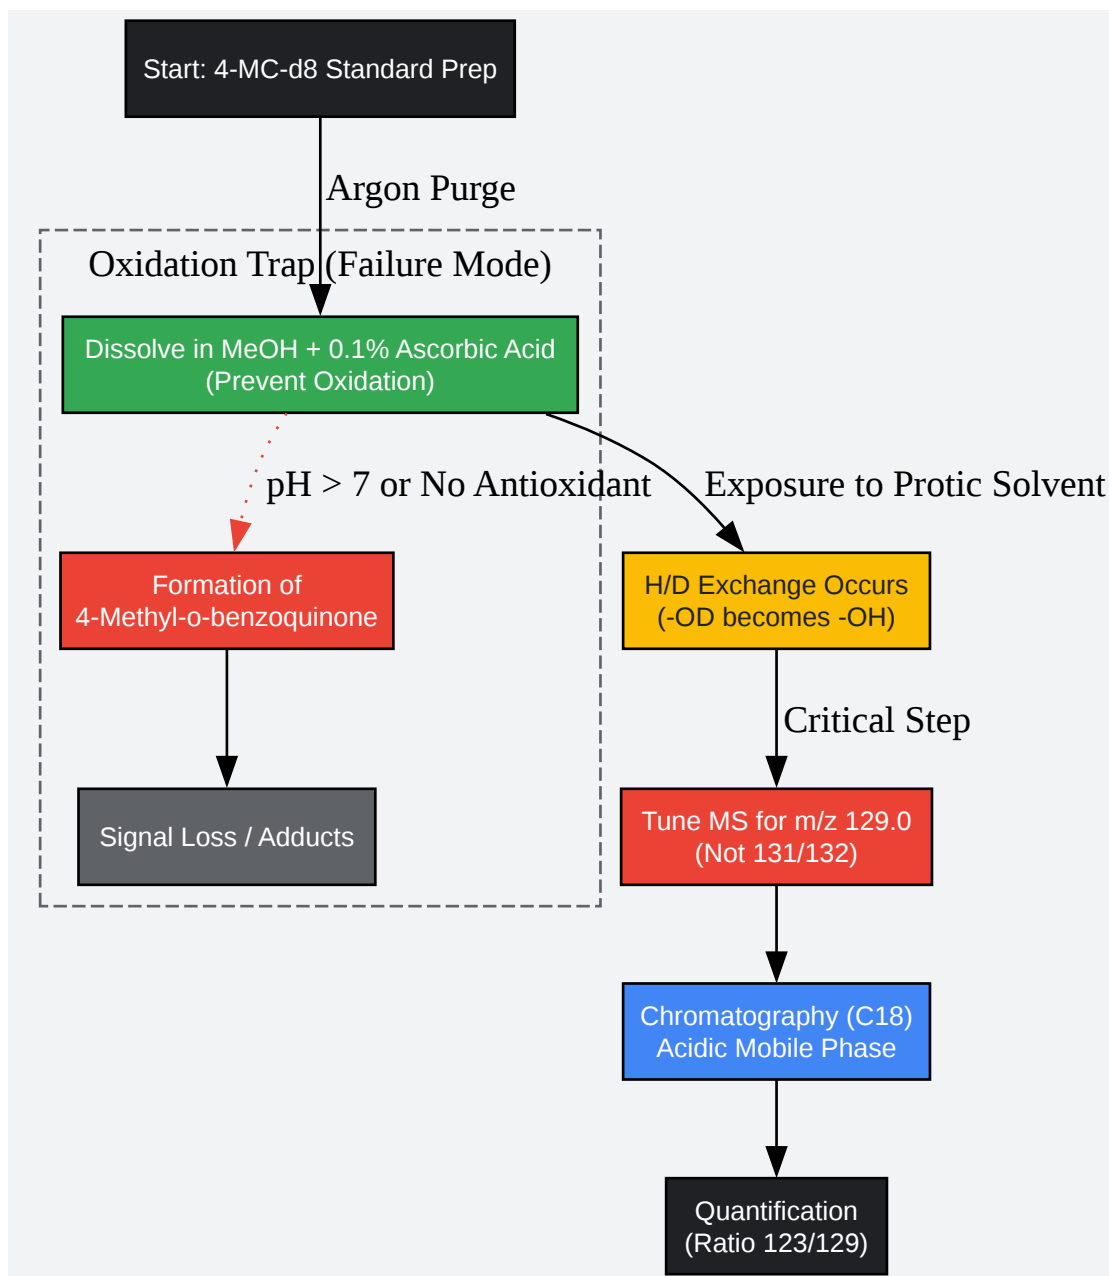 Start: 4-MC-d8 Standard Prep
Argon Purge
Oxidation Trap (Failure Mode)
Dissolve in MeOH + 0.1% Ascorbic Acid
(Prevent Oxidation)
pH > 7 or No Antioxidant
Exposure to Protic Solvent
Formation of
4-Methyl-o-benzoquinone
H/D Exchange Occurs
(-OD becomes -OH)
Critical Step
Signal Loss / Adducts
Tune MS for m/z 129.0
(Not 131/132)
Chromatography (C18)
Acidic Mobile Phase
Quantification
(Ratio 123/129)